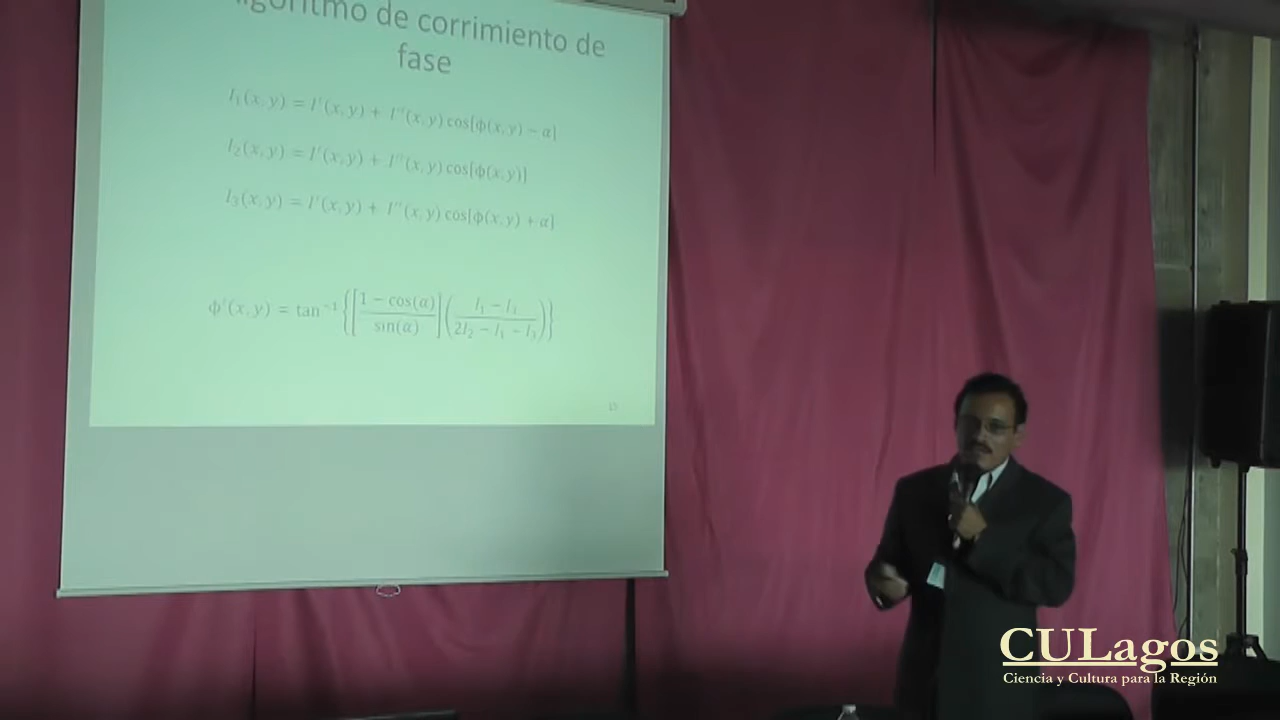 algoritmo de corrimiento de
fase
I₁(x, y) = I′(x, y) + I′′(x, y) cos[ϕ(x, y) − α]
I₂(x, y) = I′(x, y) + I′′(x, y) cos[ϕ(x, y)]
I₃(x, y) = I′(x, y) + I′′(x, y) cos[ϕ(x, y) + α]
ϕ′(x, y) = tan⁻¹ {[1 − cos(α) / sin(α)] (I₁ − I₃ / 2I₂ − I₁ − I₃)}
CULagos
Ciencia y Cultura para la Región